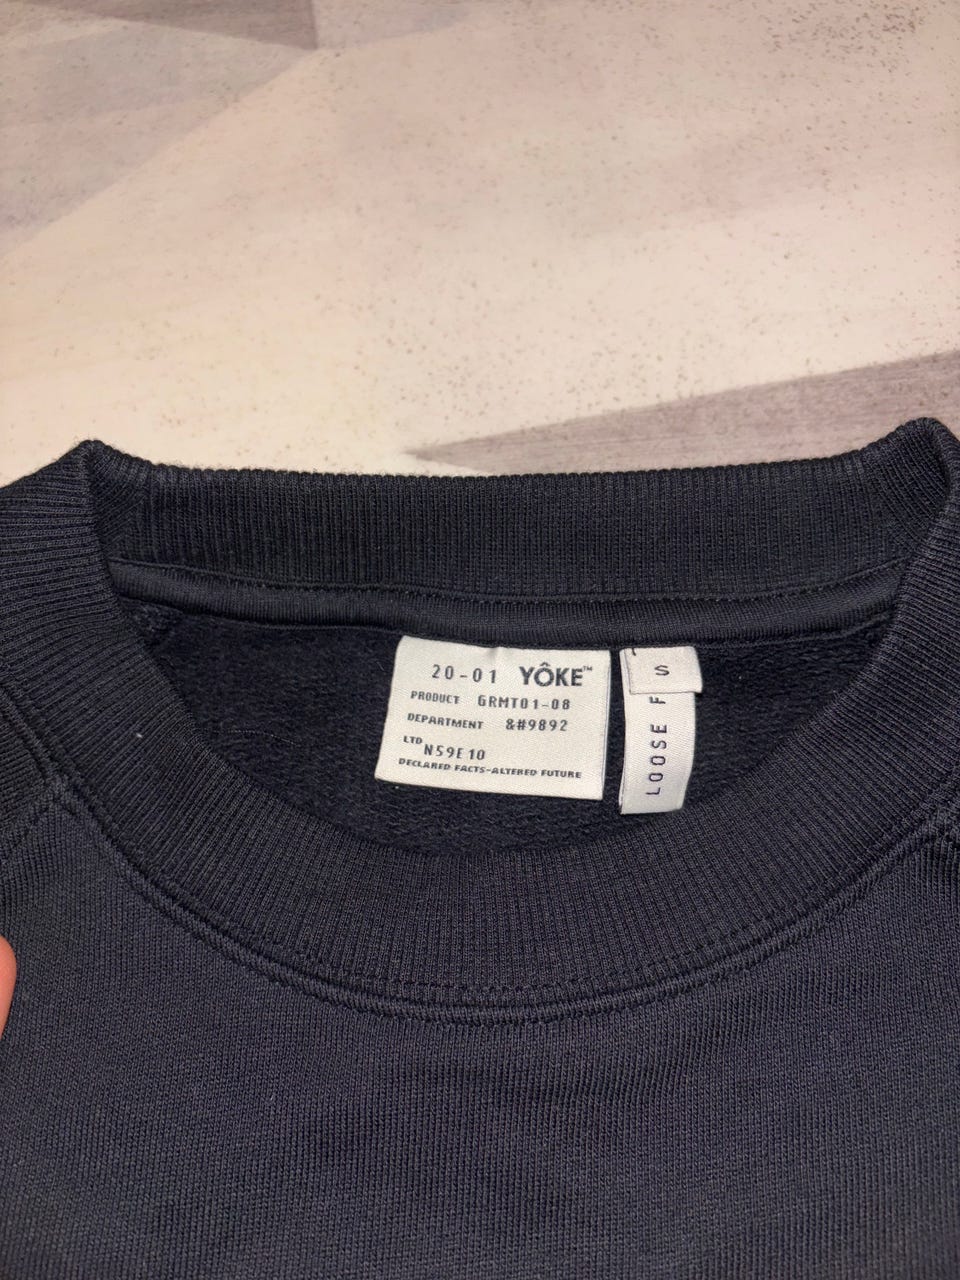 20-01 YÔKE™
PRODUCT GRMT01-08
DEPARTMENT &#9892
LTD N59E10
DECLARED FACTS-ALTERED FUTURE
S
LOOSE F